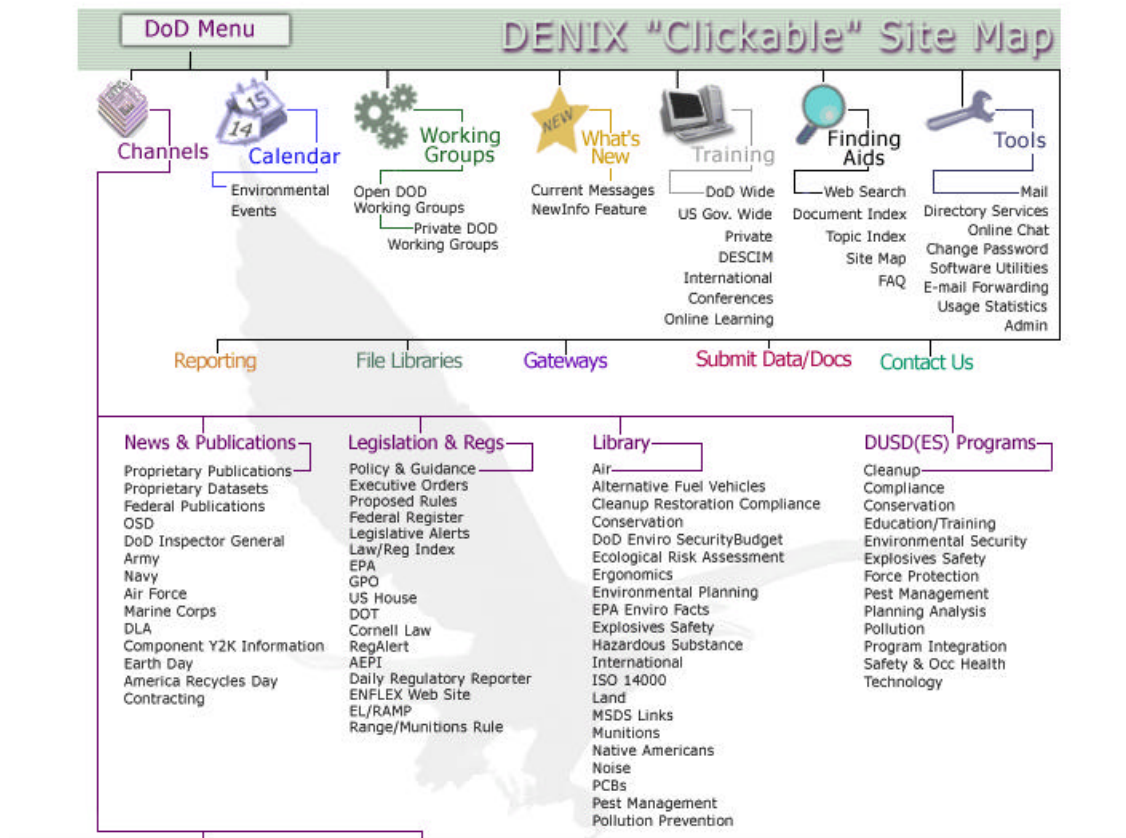 DoD Menu
DENIX "Clickable" Site Map
Channels
15
14
Calendar
Environmental
Events
Working
Groups
Open DOD
Working Groups
Private DOD
Working Groups
NEW
What's
New
Current Messages
NewInfo Feature
Training
DoD Wide
US Gov. Wide
Private
DESCIM
International
Conferences
Online Learning
Finding
Aids
Web Search
Document Index
Topic Index
Site Map
FAQ
Tools
Mail
Directory Services
Online Chat
Change Password
Software Utilities
E-mail Forwarding
Usage Statistics
Admin
Reporting
File Libraries
Gateways
Submit Data/Docs
Contact Us
News & Publications
Proprietary Publications
Proprietary Datasets
Federal Publications
OSD
DoD Inspector General
Army
Navy
Air Force
Marine Corps
DLA
Component Y2K Information
Earth Day
America Recycles Day
Contracting
Legislation & Regs
Policy & Guidance
Executive Orders
Proposed Rules
Federal Register
Legislative Alerts
Law/Reg Index
EPA
GPO
US House
DOT
Cornell Law
RegAlert
AEPI
Daily Regulatory Reporter
ENFLEX Web Site
EL/RAMP
Range/Munitions Rule
Library
Air
Alternative Fuel Vehicles
Cleanup Restoration Compliance
Conservation
DoD Enviro SecurityBudget
Ecological Risk Assessment
Ergonomics
Environmental Planning
EPA Enviro Facts
Explosives Safety
Hazardous Substance
International
ISO 14000
Land
MSDS Links
Munitions
Native Americans
Noise
PCBs
Pest Management
Pollution Prevention
DUSD(ES) Programs
Cleanup
Compliance
Conservation
Education/Training
Environmental Security
Explosives Safety
Force Protection
Pest Management
Planning Analysis
Pollution
Program Integration
Safety & Occ Health
Technology